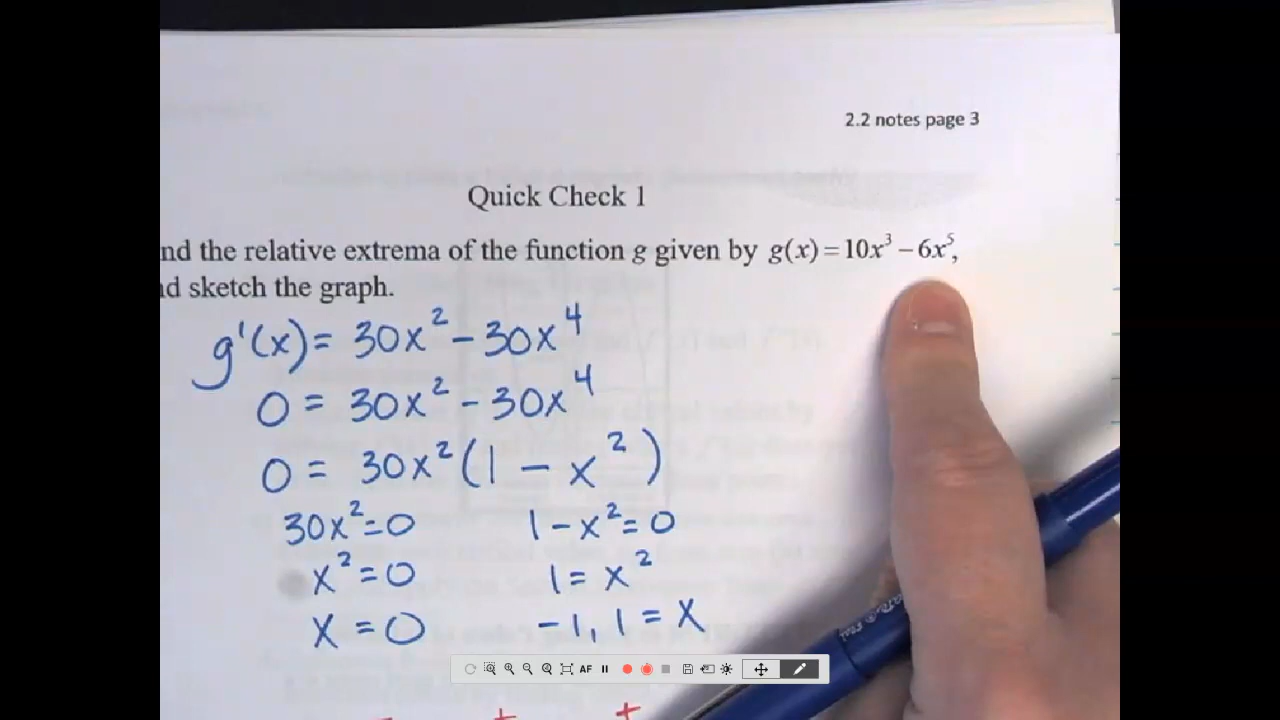 2.2 notes page 3
Quick Check 1
nd the relative extrema of the function g given by g(x) = 10x³ − 6x⁵,
d sketch the graph.
g'(x) = 30x² − 30x⁴
0 = 30x² − 30x⁴
0 = 30x²(1 − x²)
30x² = 0 1 − x² = 0
x² = 0 1 = x²
x = 0 −1, 1 = x
AF
− + +